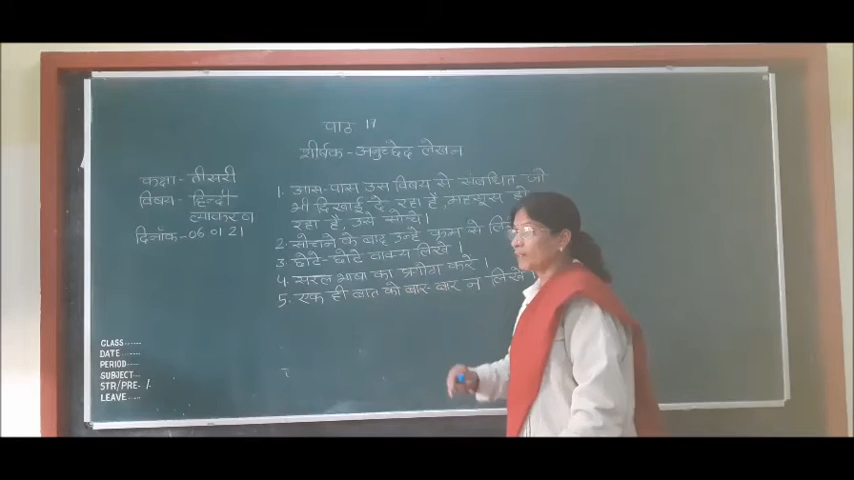 पाठ 17
शीर्षक - अनुच्छेद लेखन
कक्षा - तीसरी
विषय - हिन्दी
व्याकरण
दिनाँक - 06 01 21
1. आस-पास उस विषय से संबंधित जो
भी दिखाई दे रहा है, महसूस हो
रहा है, उसे सोचे।
2. सोचने के बाद उन्हे क्रम से
3. छोटे-छोटे वाक्य लिखे।
4. सरल भाषा का प्रयोग करे।
5. एक ही बात को बार-बार न लिखे
CLASS......
DATE......
PERIOD......
SUBJECT......
STR/PRE-
LEAVE......